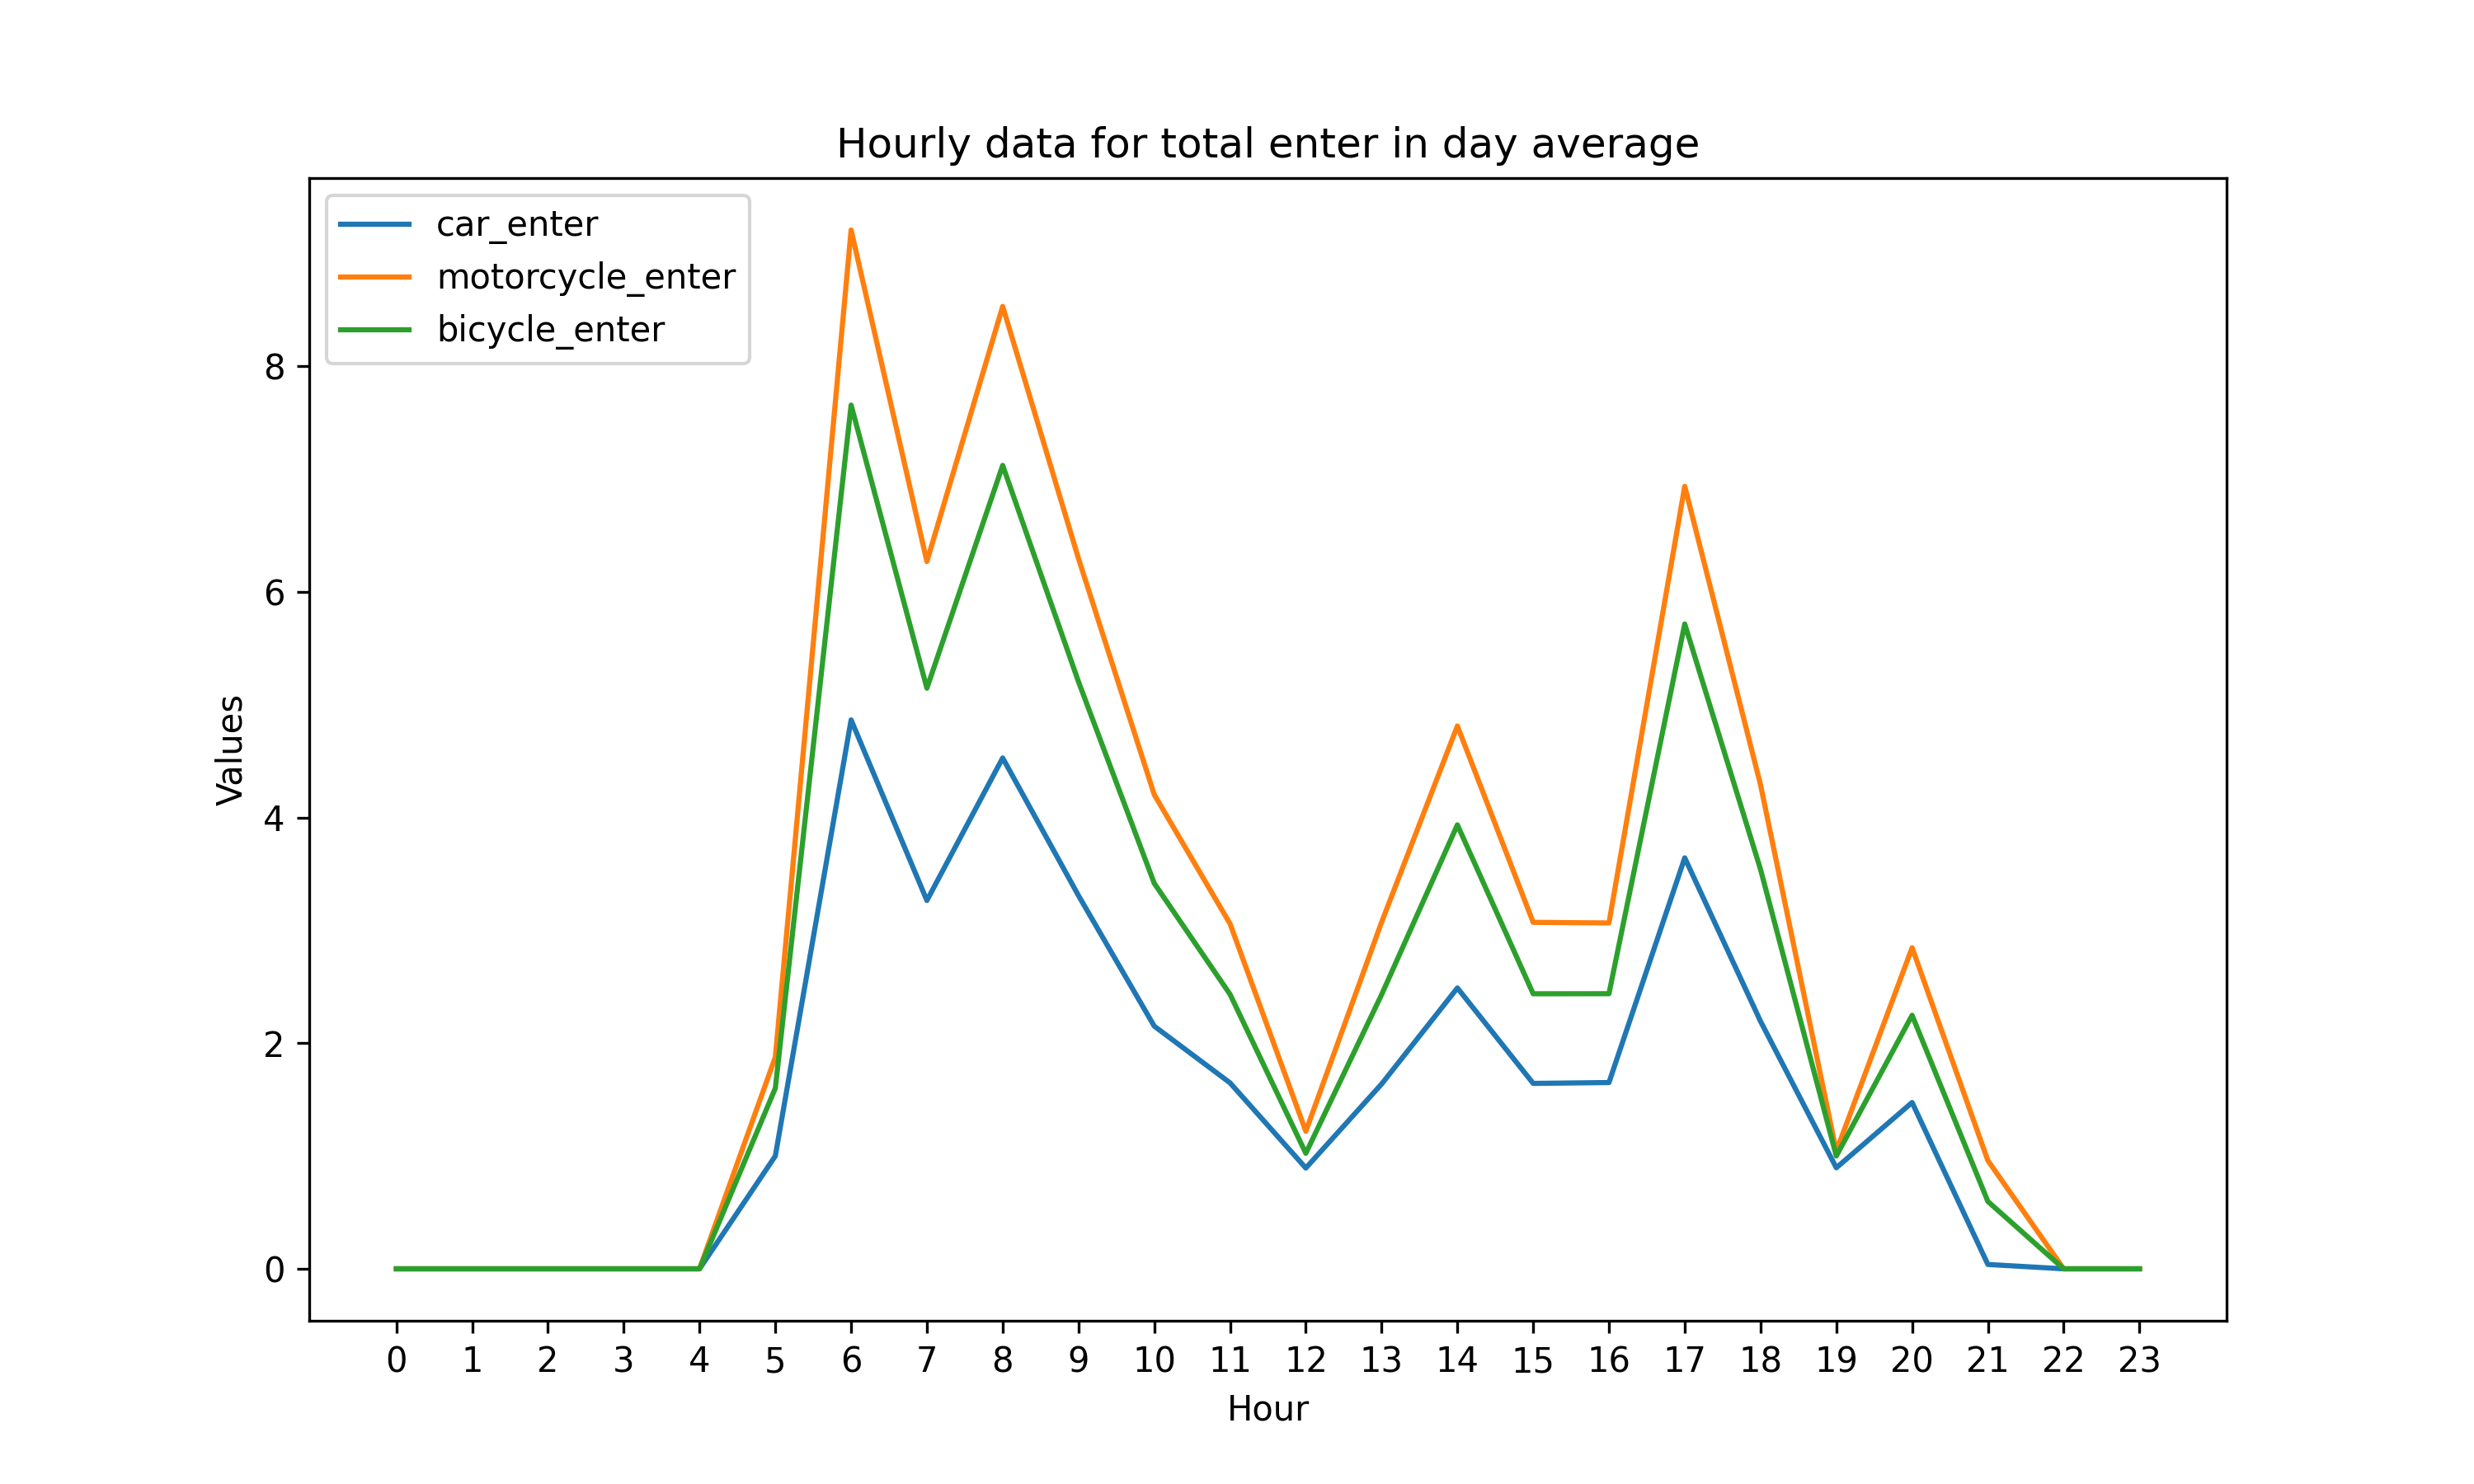 Hourly data for total enter in day average
car_enter
motorcycle_enter
bicycle_enter
8
6
4
2
0
Values
0 1 2 3 4 5 6 7 8 9 10 11 12 13 14 15 16 17 18 19 20 21 22 23
Hour